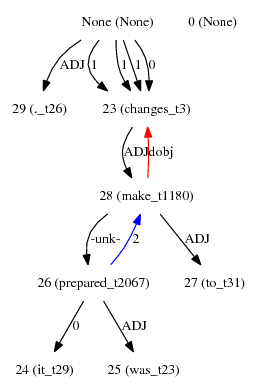 None (None) 0 (None)
ADJ 1 1 1 0
29 (._t26) 23 (changes_t3)
ADJ dobj
28 (make_t1180)
-unk- 2 ADJ
26 (prepared_t2067) 27 (to_t31)
0 ADJ
24 (it_t29) 25 (was_t23)